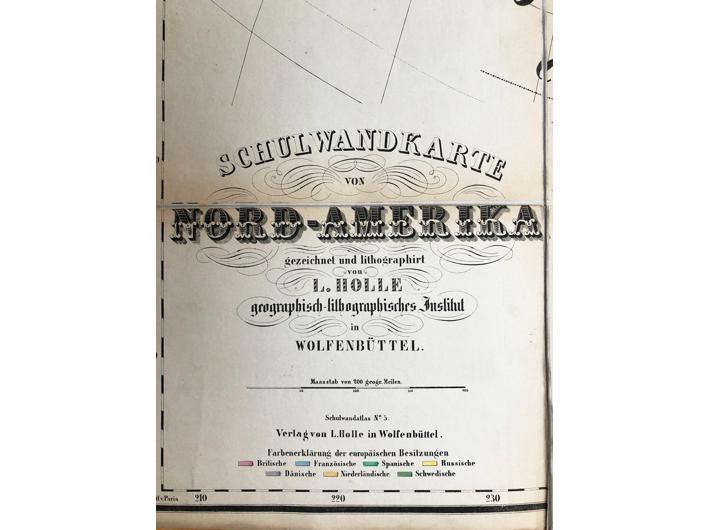 SCHULWANDKARTE
VON
NORD-AMERIKA
gezeichnet und lithographirt
von
L. HOLLE
geographisch-lithographisches Institut
in
WOLFENBÜTTEL.
Maasstab von 200 geogr. Meilen.
Schulwandatlas No 5.
Verlag von L. Holle in Wolfenbüttel.
Farbenerklärung der europäischen Besitzungen
Britische Französische Spanische Russische
Dänische Niederländische Schwedische
v. Paris 210 220 230